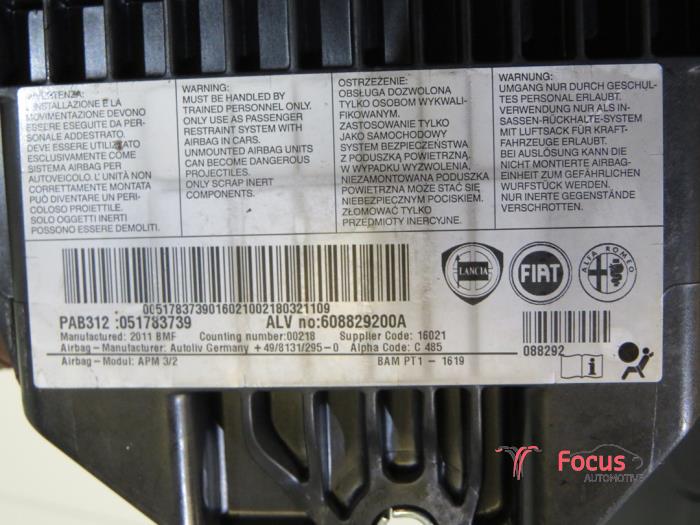 AVVERTENZA:
L'INSTALLAZIONE E LA
MOVIMENTAZIONE DEVONO
ESSERE ESEGUITE DA PER-
SONALE ADDESTRATO.
DEVE ESSERE UTILIZZATO
ESCLUSIVAMENTE COME
SISTEMA AIRBAG PER
AUTOVEICOLO. L'UNITÀ NON
CORRETTAMENTE MONTATA
PUÒ DIVENTARE UN PERI-
COLOSO PROIETTILE.
SOLO OGGETTI INERTI
POSSONO ESSERE DEMOLITI.
WARNING:
MUST BE HANDLED BY
TRAINED PERSONNEL ONLY.
ONLY USE AS PASSENGER
RESTRAINT SYSTEM WITH
AIRBAG IN CARS.
UNMOUNTED AIRBAG UNITS
CAN BECOME DANGEROUS
PROJECTILES.
ONLY SCRAP INERT
COMPONENTS.
OSTRZEŻENIE:
OBSŁUGA DOZWOLONA
TYLKO OSOBOM WYKWALI-
FIKOWANYM.
ZASTOSOWANIE TYLKO
JAKO SAMOCHODOWY
SYSTEM BEZPIECZEŃSTWA
Z PODUSZKĄ POWIETRZNĄ.
W WYPADKU WYZWOLENIA,
NIEZAMONTOWANA PODUSZKA
POWIETRZNA MOŻE STAĆ SIĘ
NIEBEZPIECZNYM POCISKIEM.
ZŁOMOWAĆ TYLKO
PRZEDMIOTY INERCYJNE.
WARNUNG:
UMGANG NUR DURCH GESCHUL-
TES PERSONAL ERLAUBT.
VERWENDUNG NUR ALS IN-
SASSEN-RÜCKHALTE-SYSTEM
MIT LUFTSACK FÜR KRAFT-
FAHRZEUGE ERLAUBT.
BEI AUSLÖSUNG KANN DIE
NICHT MONTIERTE AIRBAG-
EINHEIT ZUM GEFÄHRLICHEN
WURFSTÜCK WERDEN.
NUR INERTE GEGENSTÄNDE
VERSCHROTTEN.
0051783739016021002180321109
LANCIA
FIAT
ALFA ROMEO
PAB312 :051783739 ALV no:608829200A
Manufactured: 2011 BMF Counting number:00218 Supplier Code: 16021
Airbag - Manufacturer: Autoliv Germany +49/8131/295-0 Alpha Code: C 485
Airbag - Modul: APM 3/2 BAM PT1 - 1619
088292
i
Focus
AUTOMOTIVE